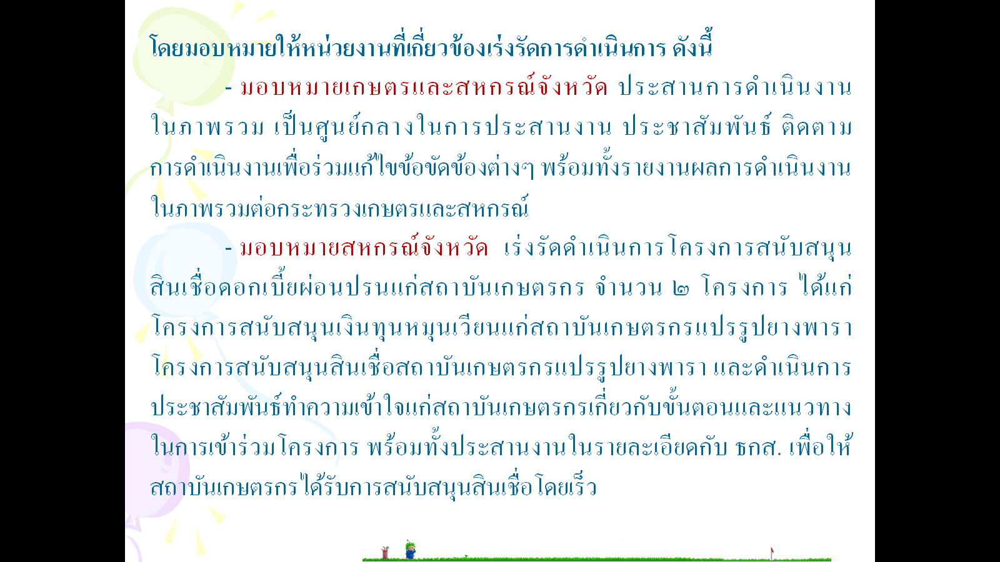 โดยมอบหมายให้หน่วยงานที่เกี่ยวข้องเร่งรัดการดำเนินการ ดังนี้
- มอบหมายเกษตรและสหกรณ์จังหวัด ประสานการดำเนินงาน
ในภาพรวม เป็นศูนย์กลางในการประสานงาน ประชาสัมพันธ์ ติดตาม
การดำเนินงานเพื่อร่วมแก้ไขข้อขัดข้องต่างๆ พร้อมทั้งรายงานผลการดำเนินงาน
ในภาพรวมต่อกระทรวงเกษตรและสหกรณ์
- มอบหมายสหกรณ์จังหวัด เร่งรัดดำเนินการโครงการสนับสนุน
สินเชื่อดอกเบี้ยผ่อนปรนแก่สถาบันเกษตรกร จำนวน ๒ โครงการ ได้แก่
โครงการสนับสนุนเงินทุนหมุนเวียนแก่สถาบันเกษตรกรแปรรูปยางพารา
โครงการสนับสนุนสินเชื่อสถาบันเกษตรกรแปรรูปยางพารา และดำเนินการ
ประชาสัมพันธ์ทำความเข้าใจแก่สถาบันเกษตรกรเกี่ยวกับขั้นตอนและแนวทาง
ในการเข้าร่วมโครงการ พร้อมทั้งประสานงานในรายละเอียดกับ ธกส. เพื่อให้
สถาบันเกษตรกรได้รับการสนับสนุนสินเชื่อโดยเร็ว